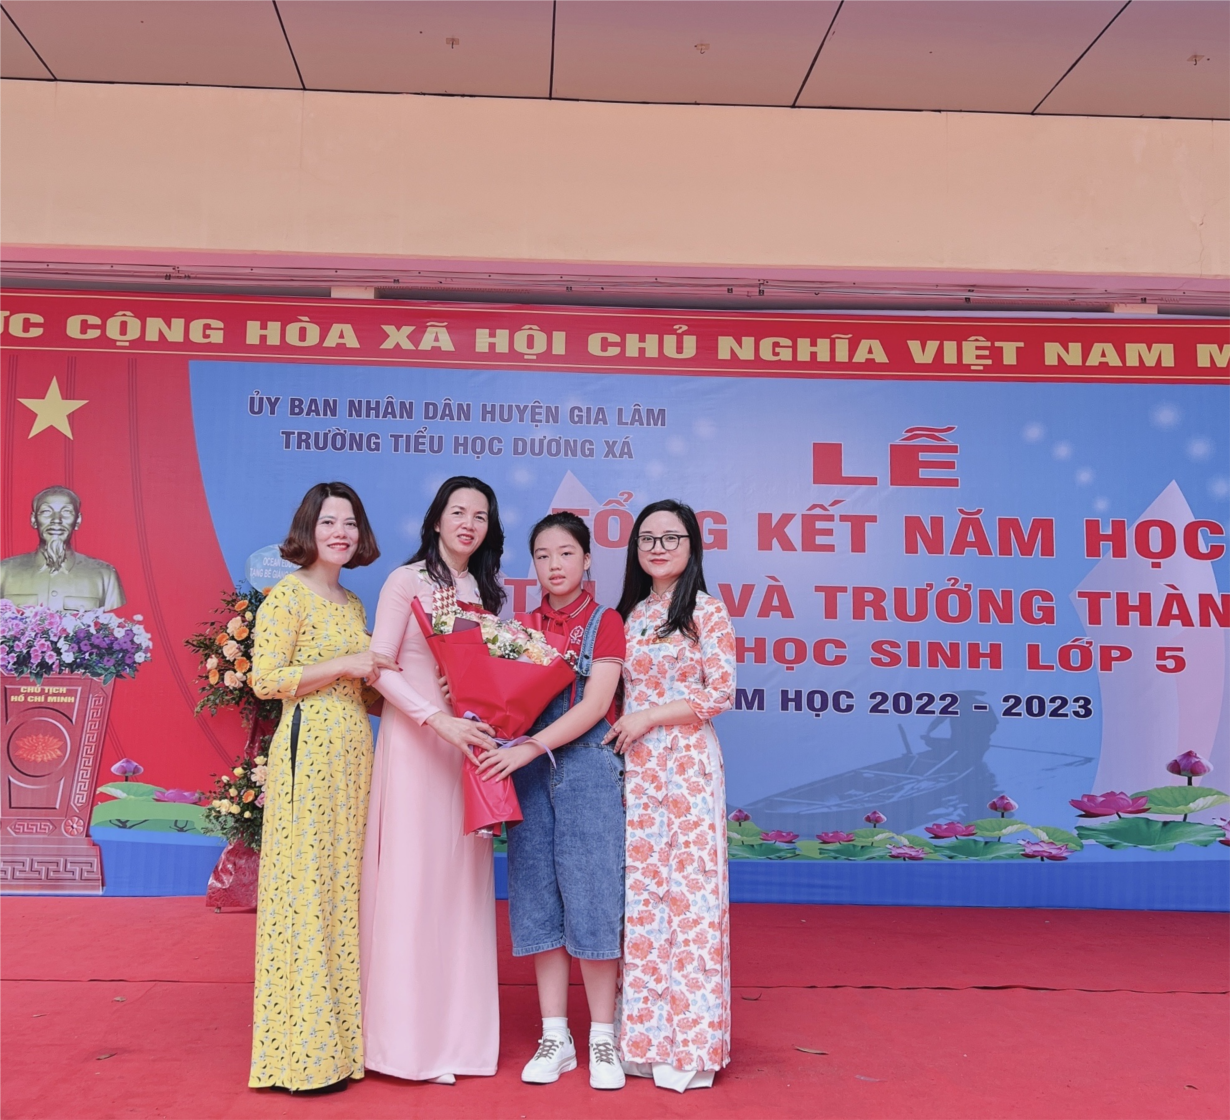 CỘNG HÒA XÃ HỘI CHỦ NGHĨA VIỆT NAM M
ỦY BAN NHÂN DÂN HUYỆN GIA LÂM
TRƯỜNG TIỂU HỌC DƯƠNG XÁ
LỄ
TỔNG KẾT NĂM HỌC
VÀ TRƯỞNG THÀN
HỌC SINH LỚP 5
M HỌC 2022 - 2023
CHỦ TỊCH
HỒ CHÍ MINH